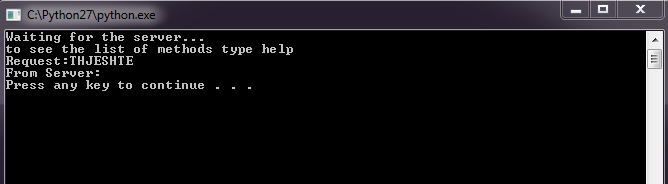 C:\Python27\python.exe
Waiting for the server...
to see the list of methods type help
Request:THJESHTE
From Server:
Press any key to continue . . .